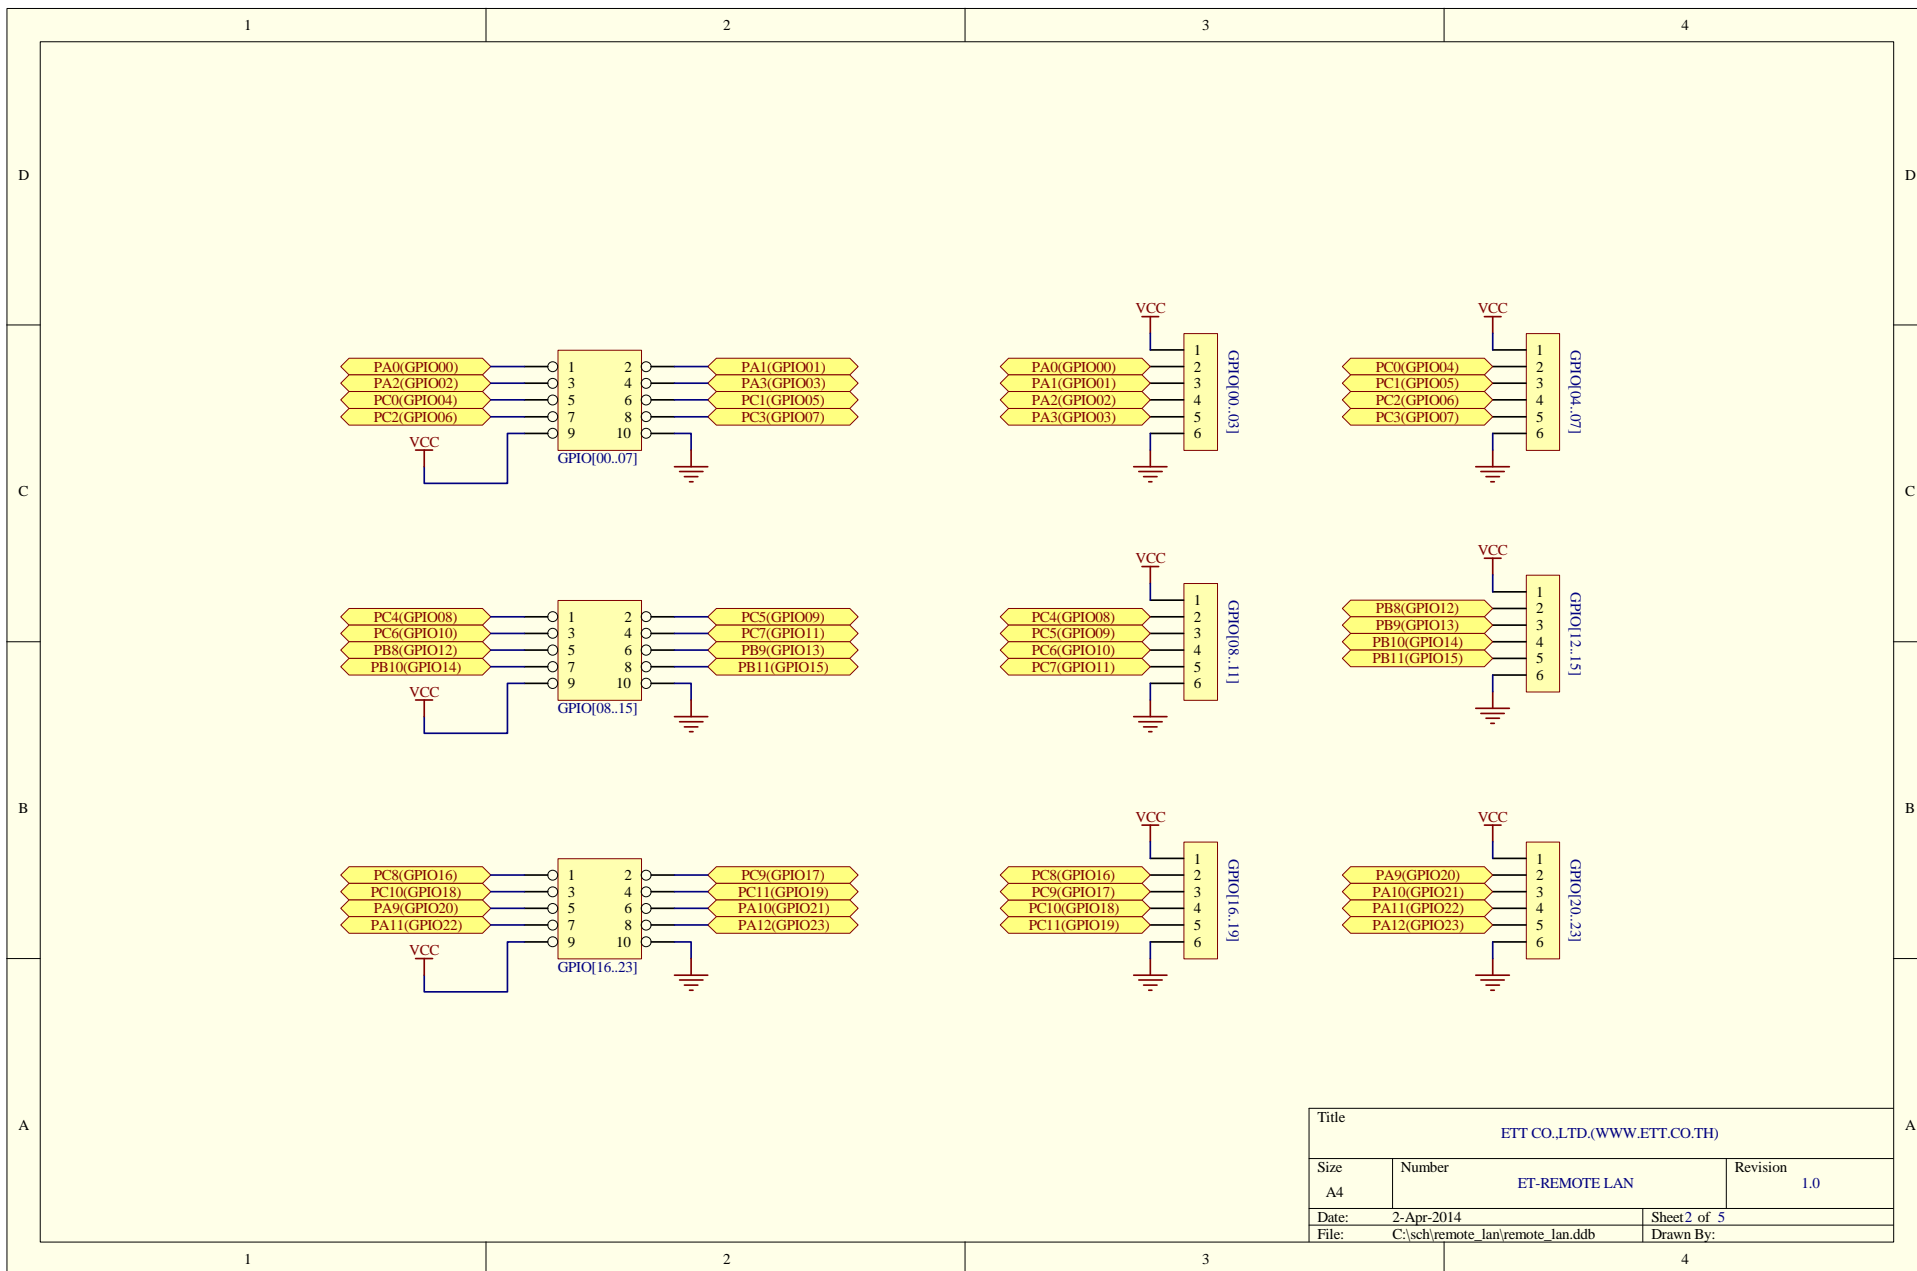 1 2 3 4
D D
C C
B B
A A
PA0(GPIO00) 1 2 PA1(GPIO01)
PA2(GPIO02) 3 4 PA3(GPIO03)
PC0(GPIO04) 5 6 PC1(GPIO05)
PC2(GPIO06) 7 8 PC3(GPIO07)
VCC 9 10
GPIO[00..07]
VCC
1
PA0(GPIO00) 2
PA1(GPIO01) 3
PA2(GPIO02) 4
PA3(GPIO03) 5
6
GPIO[00..03]
VCC
1
PC0(GPIO04) 2
PC1(GPIO05) 3
PC2(GPIO06) 4
PC3(GPIO07) 5
6
GPIO[04..07]
PC4(GPIO08) 1 2 PC5(GPIO09)
PC6(GPIO10) 3 4 PC7(GPIO11)
PB8(GPIO12) 5 6 PB9(GPIO13)
PB10(GPIO14) 7 8 PB11(GPIO15)
VCC 9 10
GPIO[08..15]
VCC
1
PC4(GPIO08) 2
PC5(GPIO09) 3
PC6(GPIO10) 4
PC7(GPIO11) 5
6
GPIO[08..11]
VCC
1
PB8(GPIO12) 2
PB9(GPIO13) 3
PB10(GPIO14) 4
PB11(GPIO15) 5
6
GPIO[12..15]
PC8(GPIO16) 1 2 PC9(GPIO17)
PC10(GPIO18) 3 4 PC11(GPIO19)
PA9(GPIO20) 5 6 PA10(GPIO21)
PA11(GPIO22) 7 8 PA12(GPIO23)
VCC 9 10
GPIO[16..23]
VCC
1
PC8(GPIO16) 2
PC9(GPIO17) 3
PC10(GPIO18) 4
PC11(GPIO19) 5
6
GPIO[16..19]
VCC
1
PA9(GPIO20) 2
PA10(GPIO21) 3
PA11(GPIO22) 4
PA12(GPIO23) 5
6
GPIO[20..23]
Title
ETT CO.,LTD.(WWW.ETT.CO.TH)
Size Number Revision
A4 ET-REMOTE LAN 1.0
Date: 2-Apr-2014 Sheet 2 of 5
File: C:\sch\remote_lan\remote_lan.ddb Drawn By:
1 2 3 4